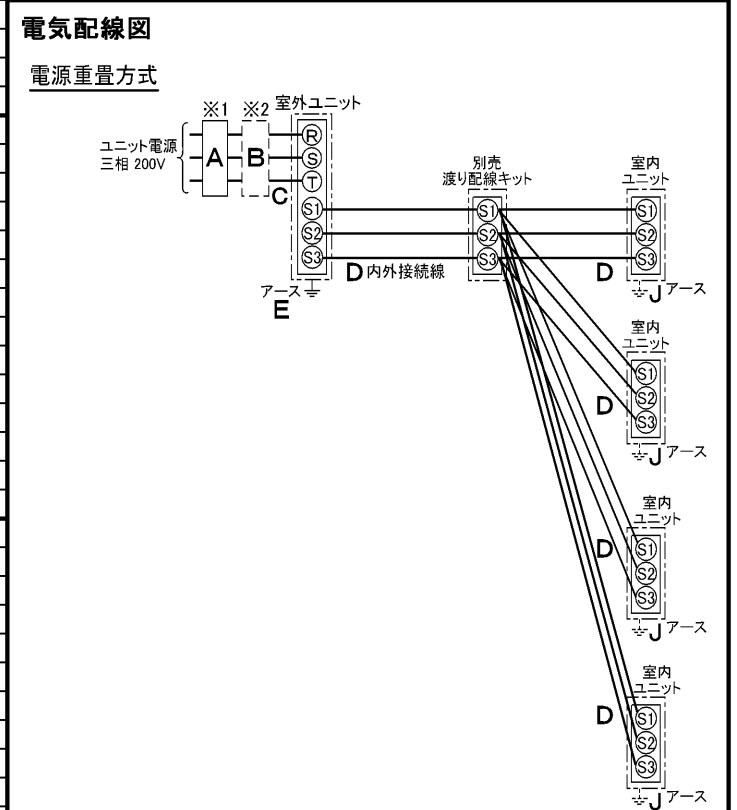 電気配線図
電源重畳方式
※1 ※2 室外ユニット
ユニット電源
三相 200V
A
B
C
R
S
T
S1
S2
S3
アース
E
D 内外接続線
別売
渡り配線キット
S1
S2
S3
室内
ユニット
S1
S2
S3
D
J アース
室内
ユニット
S1
S2
S3
D
J アース
室内
ユニット
S1
S2
S3
D
J アース
室内
ユニット
S1
S2
S3
D
J アース